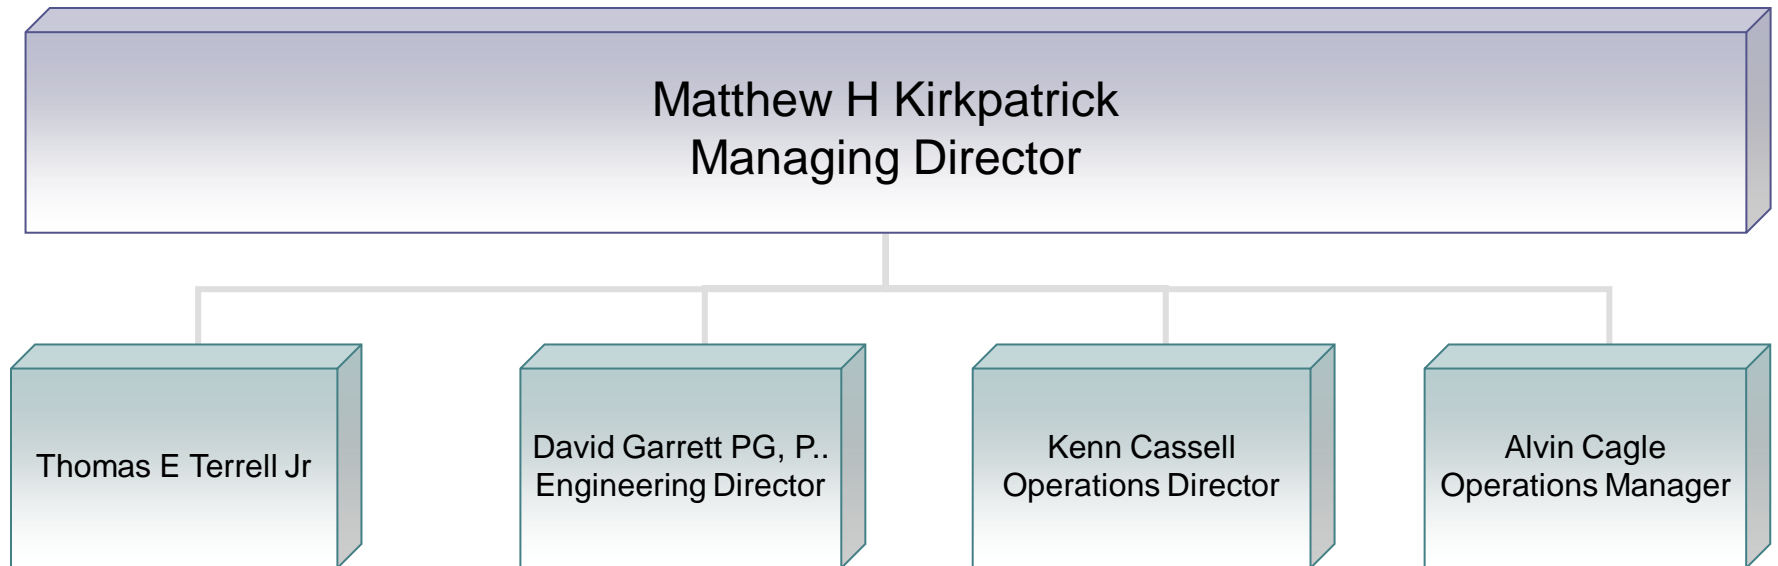 Matthew H Kirkpatrick
Managing Director
Thomas E Terrell Jr
David Garrett PG, P..
Engineering Director
Kenn Cassell
Operations Director
Alvin Cagle
Operations Manager